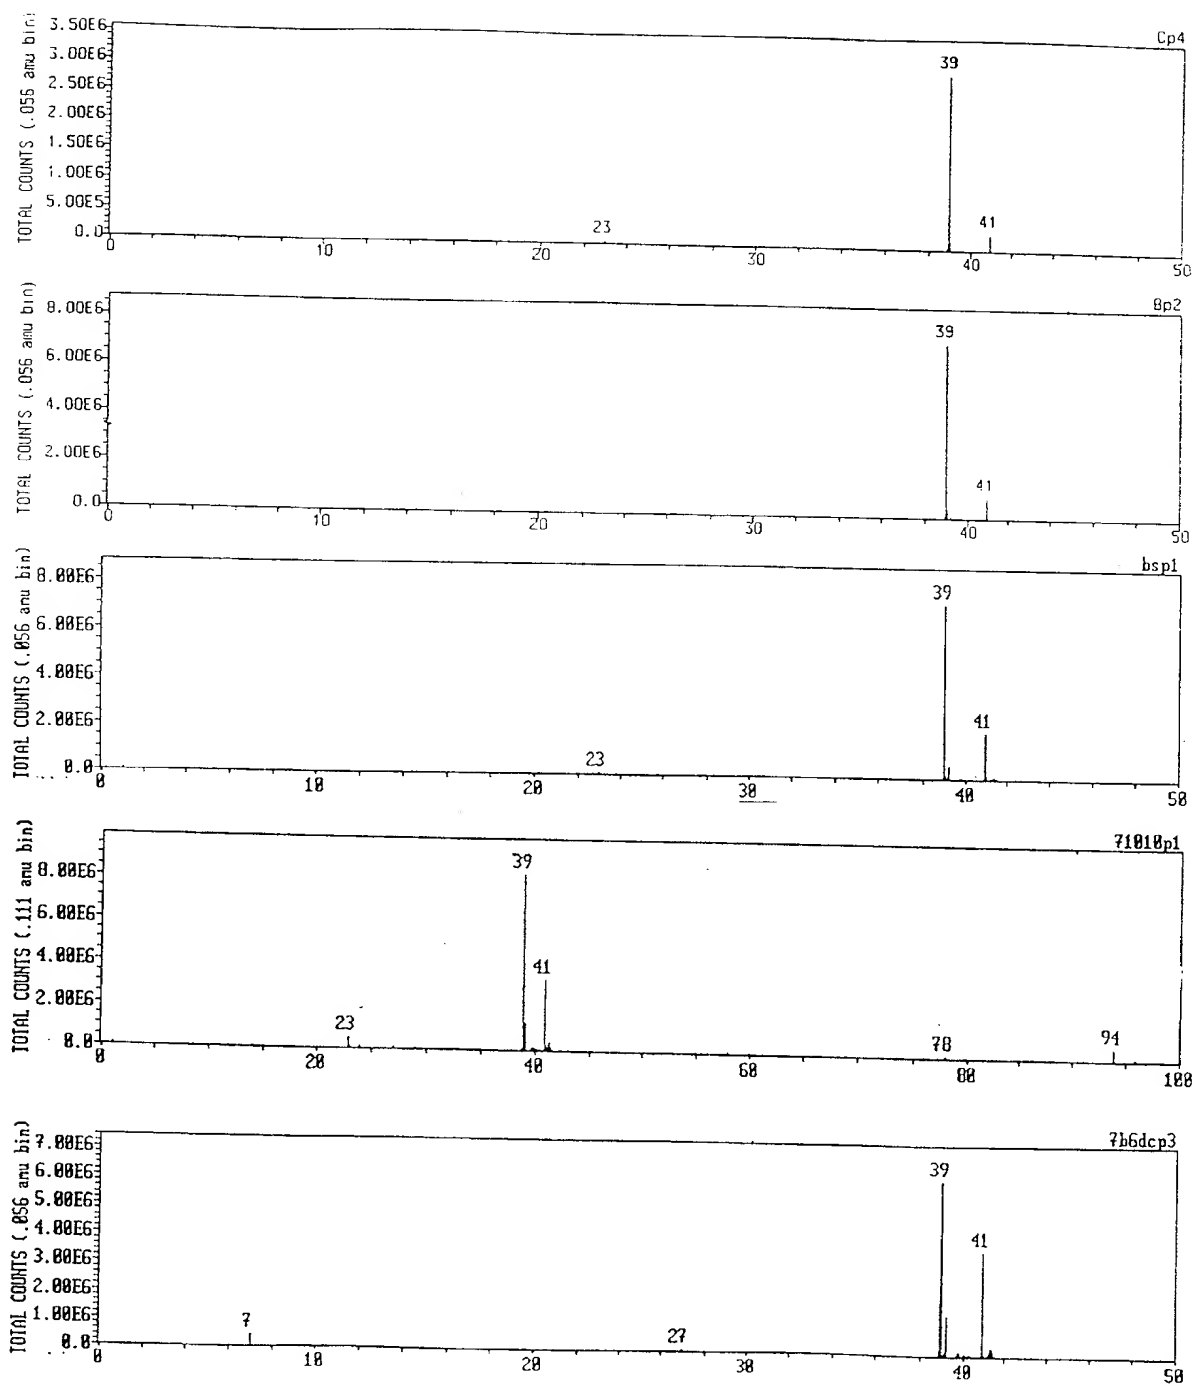 Cp4
TOTAL COUNTS (.056 amu bin)
3.50E6
3.00E6
2.50E6
2.00E6
1.50E6
1.00E6
5.00E5
0.0
39
23
41
0 10 20 30 40 50
Bp2
TOTAL COUNTS (.056 amu bin)
8.00E6
6.00E6
4.00E6
2.00E6
0.0
39
41
0 10 20 30 40 50
bsp1
TOTAL COUNTS (.056 amu bin)
8.00E6
6.00E6
4.00E6
2.00E6
0.0
39
41
23
0 10 20 30 40 50
71010p1
TOTAL COUNTS (.111 amu bin)
8.00E6
6.00E6
4.00E6
2.00E6
0.0
39
41
23
78
94
0 20 40 60 80 100
7b6dcp3
TOTAL COUNTS (.056 amu bin)
7.00E6
6.00E6
5.00E6
4.00E6
3.00E6
2.00E6
1.00E6
0.0
39
41
7
27
0 10 20 30 40 50